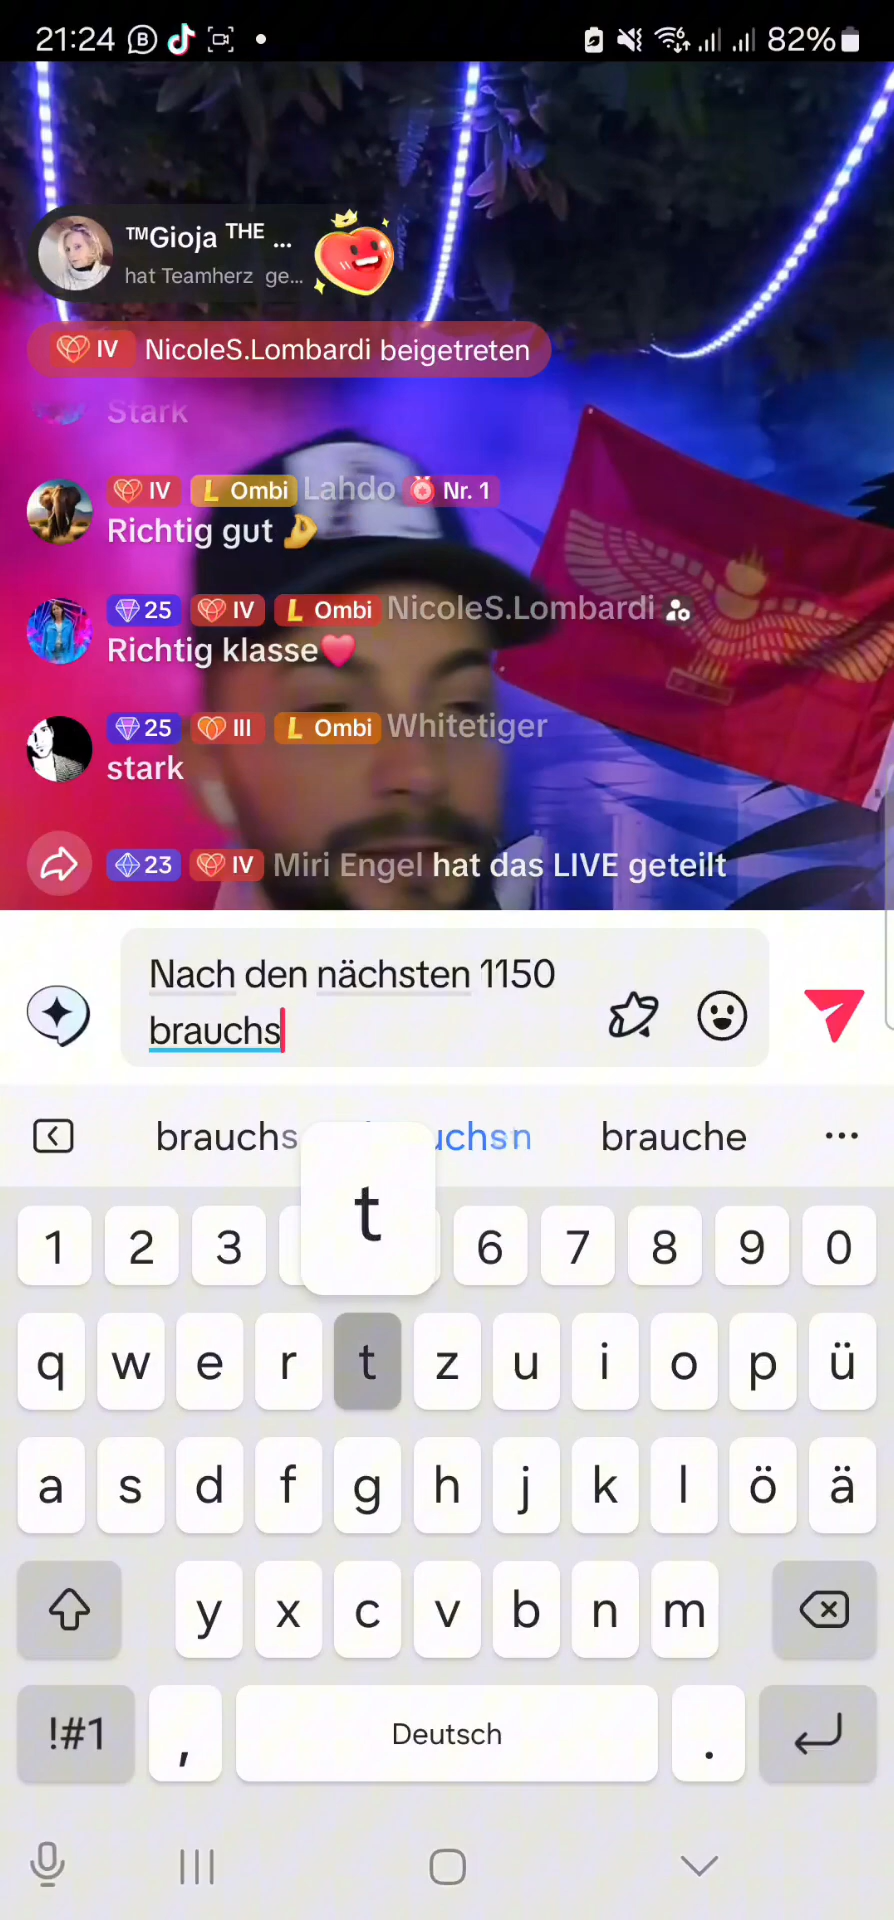 21:24
82%
™Gioja THE ...
hat Teamherz ge...
IV NicoleS.Lombardi beigetreten
Stark
IV L Ombi Lahdo Nr. 1
Richtig gut
25 IV L Ombi NicoleS.Lombardi
Richtig klasse
25 III L Ombi Whitetiger
stark
23 IV Miri Engel hat das LIVE geteilt
Nach den nächsten 1150
brauchs
brauchs uchsn brauche ...
t
1 2 3 6 7 8 9 0
q w e r t z u i o p ü
a s d f g h j k l ö ä
y x c v b n m
!#1 , Deutsch .